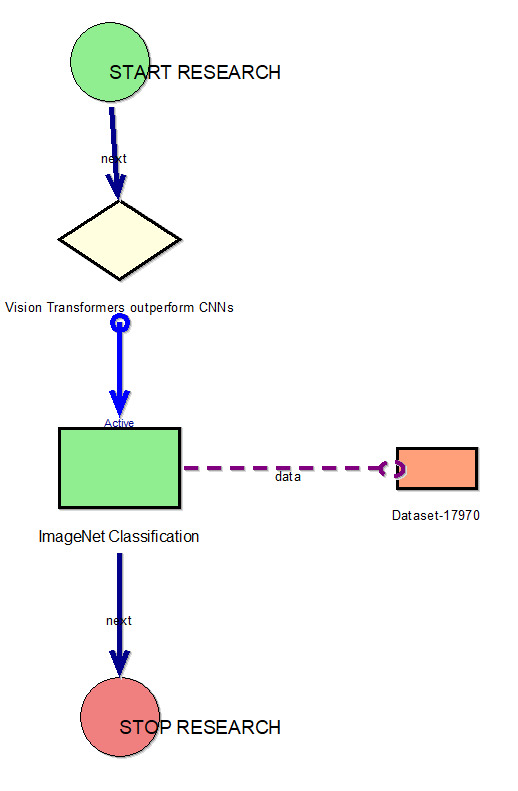 START RESEARCH
next
Vision Transformers outperform CNNs
Active
data
Dataset-17970
ImageNet Classification
next
STOP RESEARCH